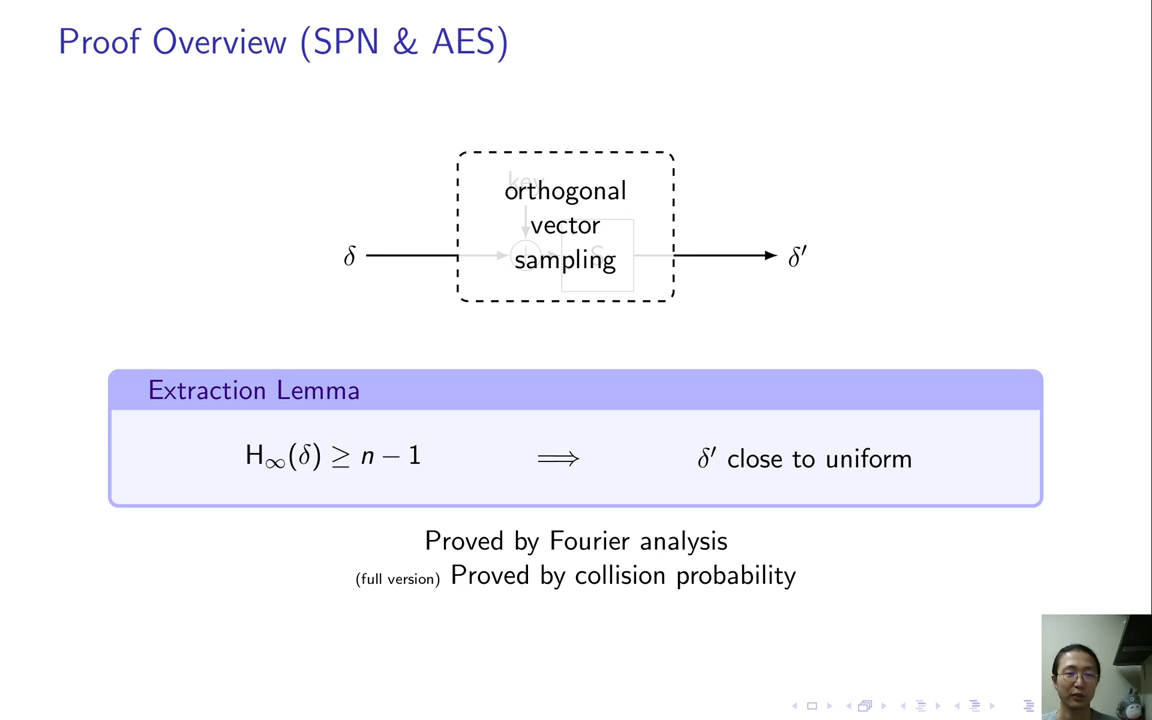 Proof Overview (SPN & AES)
key
orthogonal
vector
sampling
δ
δ′
S
Extraction Lemma
H∞(δ) ≥ n − 1 ⟹ δ′ close to uniform
Proved by Fourier analysis
(full version) Proved by collision probability